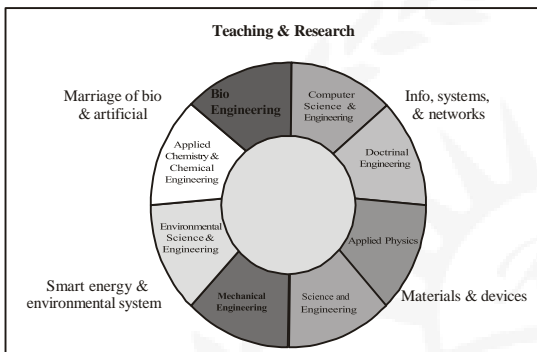 Teaching & Research
Bio
Engineering
Computer
Science & Engineering
Marriage of bio
& artificial
Info, systems,
& networks
Applied
Chemistry &
Chemical
Engineering
Doctrinal
Engineering
Environmental
Science &
Engineering
Applied Physics
Smart energy &
environmental system
Mechanical
Engineering
Science and
Engineering
Materials & devices